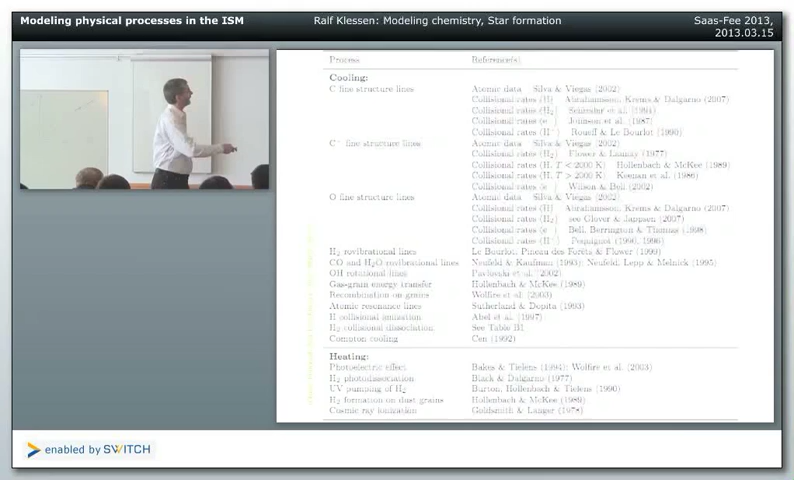 Modeling physical processes in the ISM
Ralf Klessen: Modeling chemistry, Star formation
Saas-Fee 2013,
2013.03.15
Process Reference(s)
Cooling:
C fine structure lines Atomic data Silva & Viegas (2002)
Collisional rates (H) Abrahamsson, Krems & Dalgarno (2007)
Collisional rates (H2) Schroder et al. (1991)
Collisional rates (e−) Johnson et al. (1987)
Collisional rates (H+) Roueff & Le Bourlot (1990)
C+ fine structure lines Atomic data Silva & Viegas (2002)
Collisional rates (H2) Flower & Launay (1977)
Collisional rates (H, T < 2000 K) Hollenbach & McKee (1989)
Collisional rates (H, T > 2000 K) Keenan et al. (1986)
Collisional rates (e−) Wilson & Bell (2002)
O fine structure lines Atomic data Silva & Viegas (2002)
Collisional rates (H) Abrahamsson, Krems & Dalgarno (2007)
Collisional rates (H2) see Glover & Jappsen (2007)
Collisional rates (e−) Bell, Berrington & Thomas (1998)
Collisional rates (H+) Pequignot (1990, 1996)
H2 rovibrational lines Le Bourlot, Pineau des Forêts & Flower (1999)
CO and H2O rovibrational lines Neufeld & Kaufman (1993); Neufeld, Lepp & Melnick (1995)
OH rotational lines Pavlovski et al. (2002)
Gas-grain energy transfer Hollenbach & McKee (1989)
Recombination on grains Wolfire et al. (2003)
Atomic resonance lines Sutherland & Dopita (1993)
H collisional ionization Abel et al. (1997)
H2 collisional dissociation See Table B1
Compton cooling Cen (1992)
Heating:
Photoelectric effect Bakes & Tielens (1994); Wolfire et al. (2003)
H2 photodissociation Black & Dalgarno (1977)
UV pumping of H2 Burton, Hollenbach & Tielens (1990)
H2 formation on dust grains Hollenbach & McKee (1989)
Cosmic ray ionization Goldsmith & Langer (1978)
enabled by SWITCH